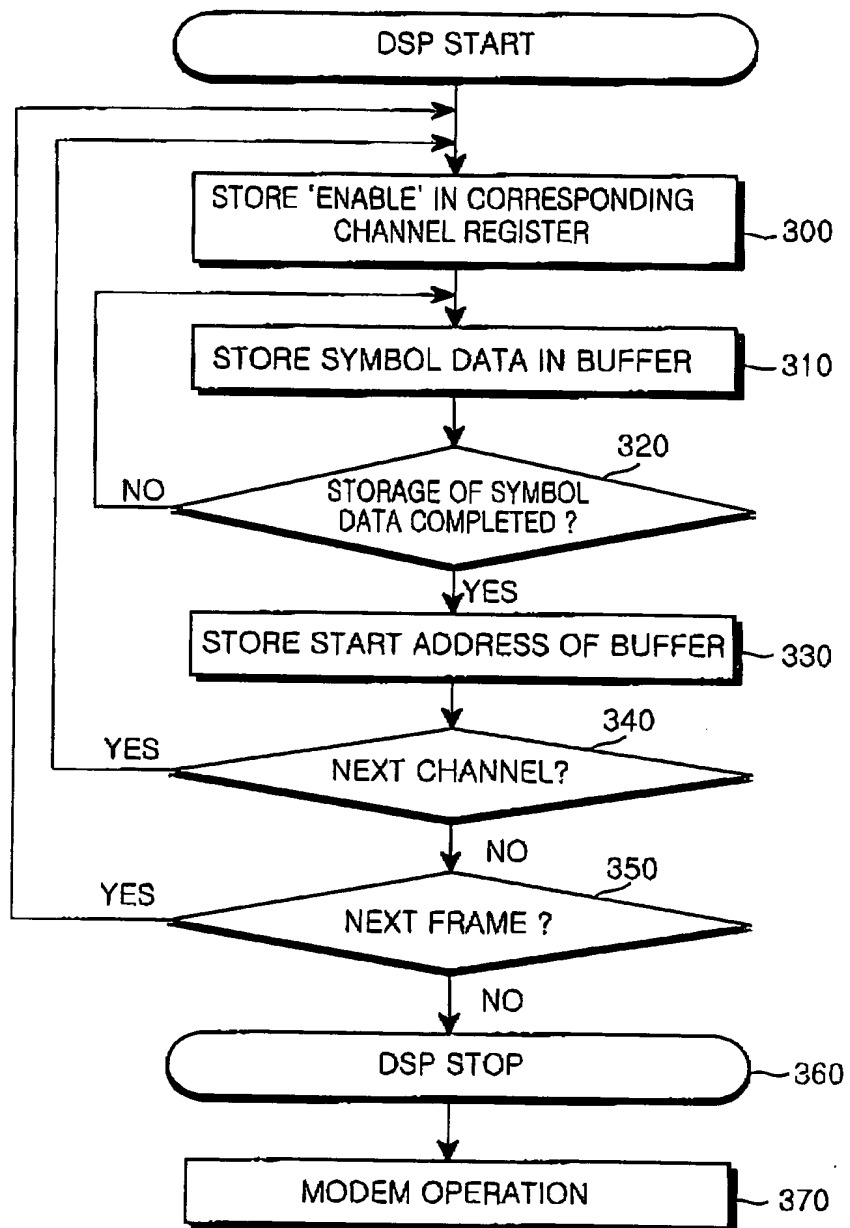 DSP START
STORE 'ENABLE' IN CORRESPONDING
CHANNEL REGISTER
300
STORE SYMBOL DATA IN BUFFER
310
320
NO
STORAGE OF SYMBOL
DATA COMPLETED ?
YES
STORE START ADDRESS OF BUFFER
330
340
YES
NEXT CHANNEL?
NO
350
YES
NEXT FRAME ?
NO
DSP STOP
360
MODEM OPERATION
370